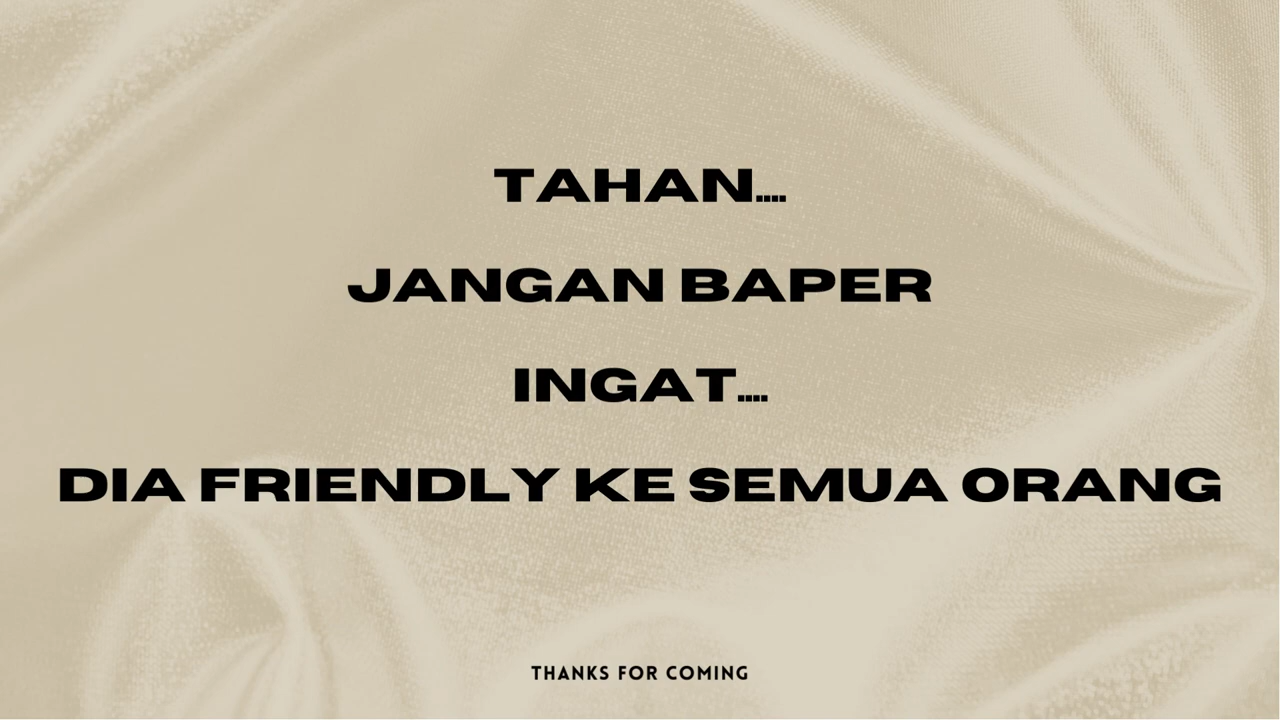 TAHAN....
JANGAN BAPER
INGAT....
DIA FRIENDLY KE SEMUA ORANG
THANKS FOR COMING